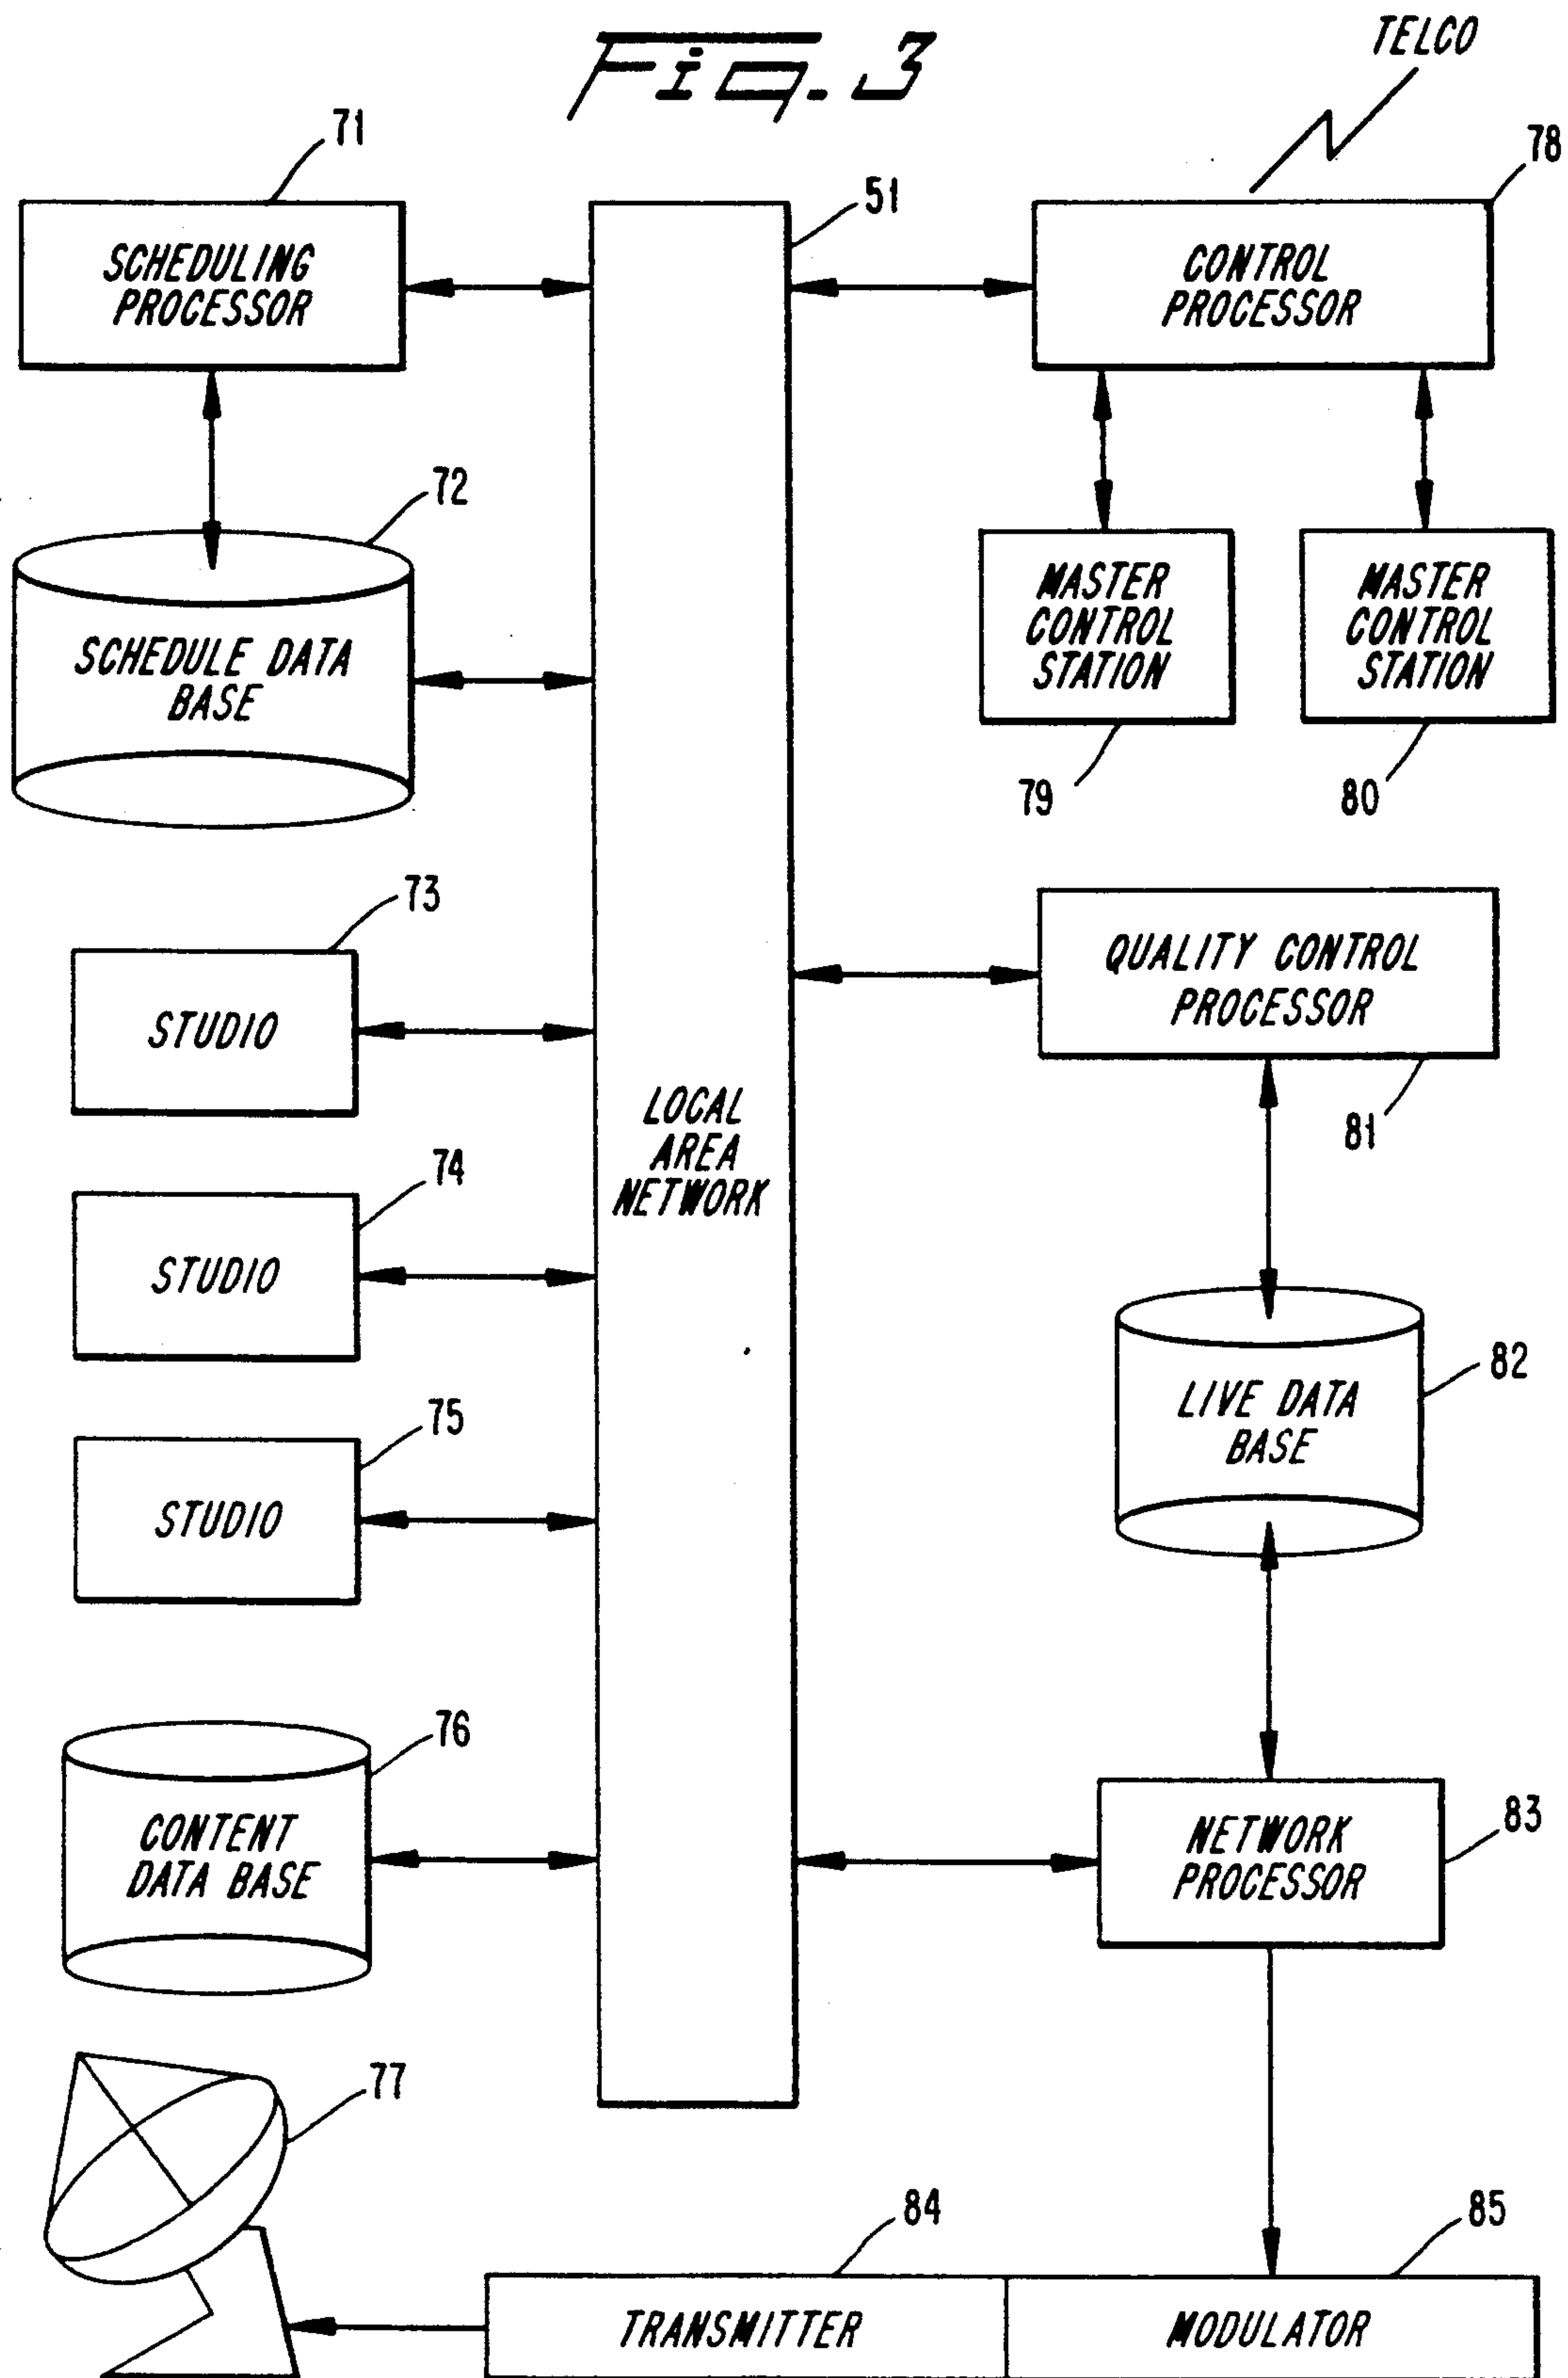 Fig. 3
TELCO
71
SCHEDULING
PROCESSOR
51
78
CONTROL
PROCESSOR
72
SCHEDULE DATA
BASE
MASTER
CONTROL
STATION
79
MASTER
CONTROL
STATION
80
73
STUDIO
QUALITY CONTROL
PROCESSOR
81
LOCAL
AREA
NETWORK
74
STUDIO
82
LIVE DATA
BASE
75
STUDIO
76
CONTENT
DATA BASE
83
NETWORK
PROCESSOR
77
84
TRANSMITTER
85
MODULATOR